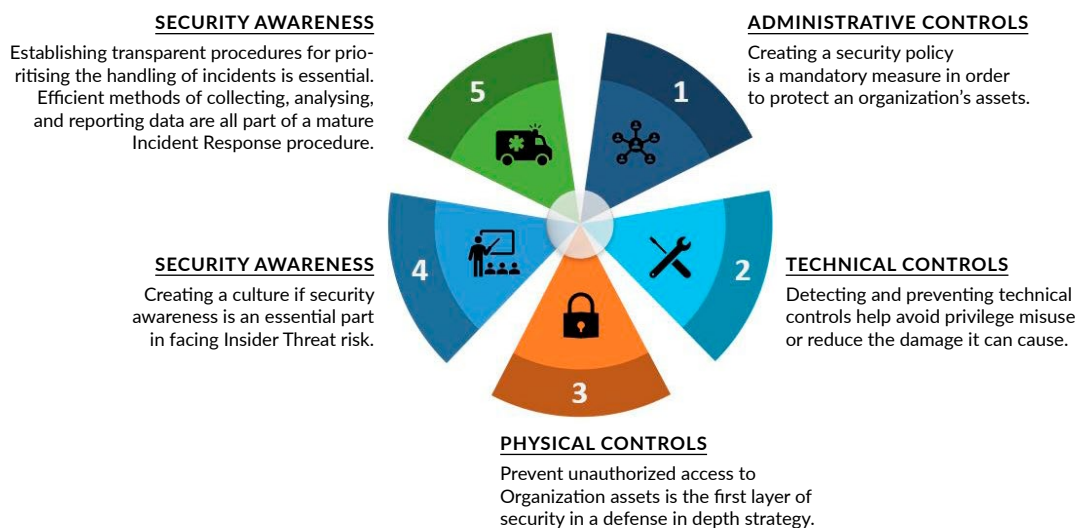 SECURITY AWARENESS
Establishing transparent procedures for prio-
ritising the handling of incidents is essential.
Efficient methods of collecting, analysing,
and reporting data are all part of a mature
Incident Response procedure.
5
1
ADMINISTRATIVE CONTROLS
Creating a security policy
is a mandatory measure in order
to protect an organization's assets.
SECURITY AWARENESS
Creating a culture if security
awareness is an essential part
in facing Insider Threat risk.
4
2
TECHNICAL CONTROLS
Detecting and preventing technical
controls help avoid privilege misuse
or reduce the damage it can cause.
3
PHYSICAL CONTROLS
Prevent unauthorized access to
Organization assets is the first layer of
security in a defense in depth strategy.